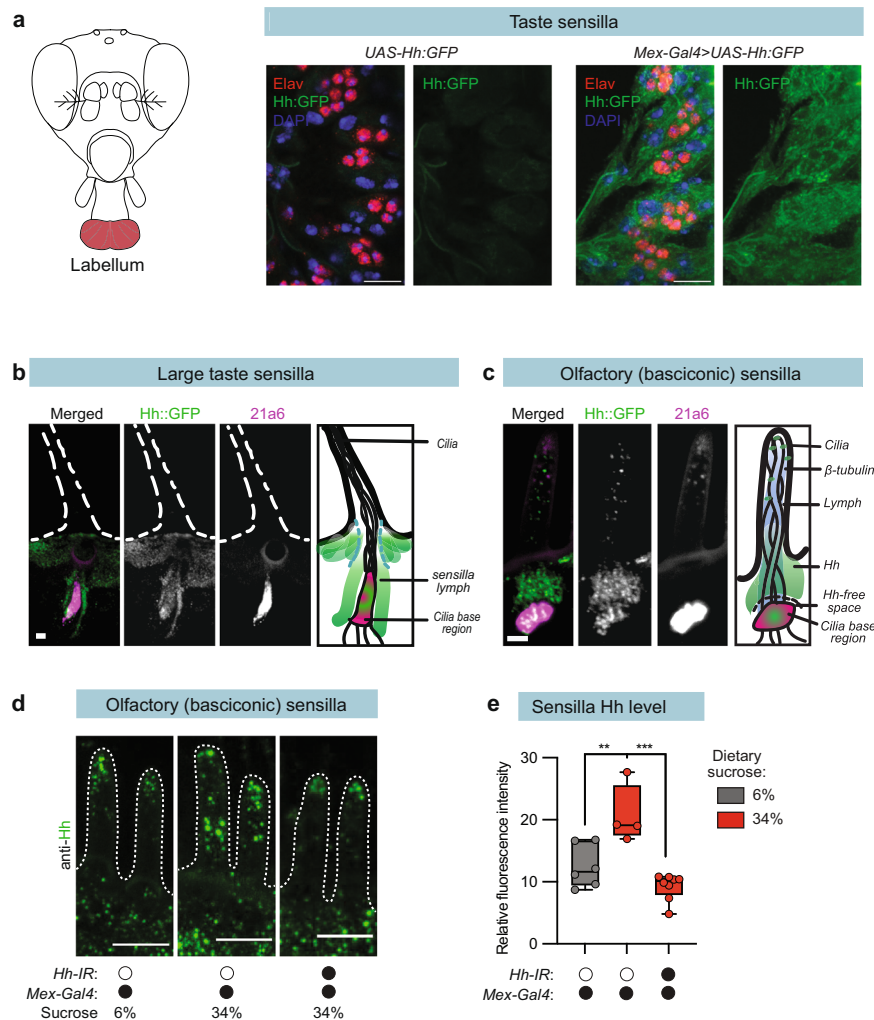 a
Taste sensilla
UAS-Hh:GFP
Mex-Gal4>UAS-Hh:GFP
Elav
Hh:GFP
DAPI
Hh:GFP
Elav
Hh:GFP
DAPI
Hh:GFP
Labellum
b
Large taste sensilla
Merged
Hh::GFP
21a6
Cilia
sensilla
lymph
Cilia base
region
c
Olfactory (basciconic) sensilla
Merged
Hh::GFP
21a6
Cilia
β-tubulin
Lymph
Hh
Hh-free
space
Cilia base
region
d
Olfactory (basciconic) sensilla
anti-Hh
Hh-IR:
Mex-Gal4:
Sucrose 6% 34% 34%
e
Sensilla Hh level
Relative fluorescence intensity
30
20
10
0
** ***
Dietary
sucrose:
6%
34%
Hh-IR:
Mex-Gal4: